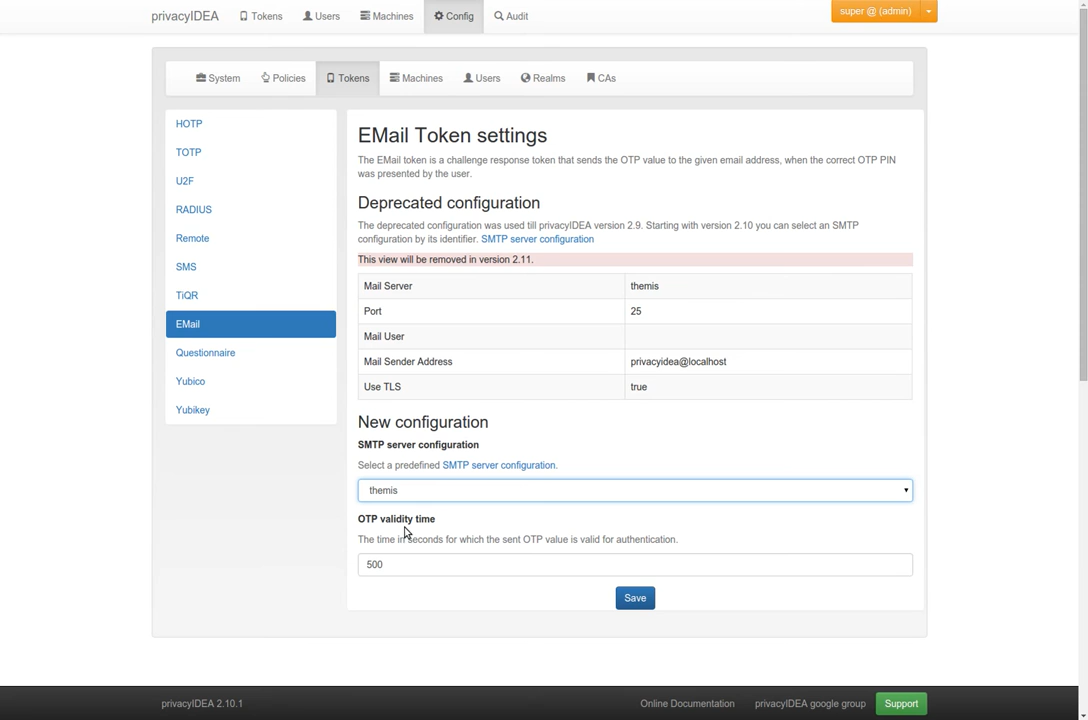 privacyIDEA Tokens Users Machines Config Audit super @ (admin)
System Policies Tokens Machines Users Realms CAs
HOTP
TOTP
U2F
RADIUS
Remote
SMS
TiQR
EMail
Questionnaire
Yubico
Yubikey
EMail Token settings
The EMail token is a challenge response token that sends the OTP value to the given email address, when the correct OTP PIN
was presented by the user.
Deprecated configuration
The deprecated configuration was used till privacyIDEA version 2.9. Starting with version 2.10 you can select an SMTP
configuration by its identifier. SMTP server configuration
This view will be removed in version 2.11.
Mail Server themis
Port 25
Mail User
Mail Sender Address privacyidea@localhost
Use TLS true
New configuration
SMTP server configuration
Select a predefined SMTP server configuration.
themis
OTP validity time
The time in seconds for which the sent OTP value is valid for authentication.
500
Save
privacyIDEA 2.10.1 Online Documentation privacyIDEA google group Support